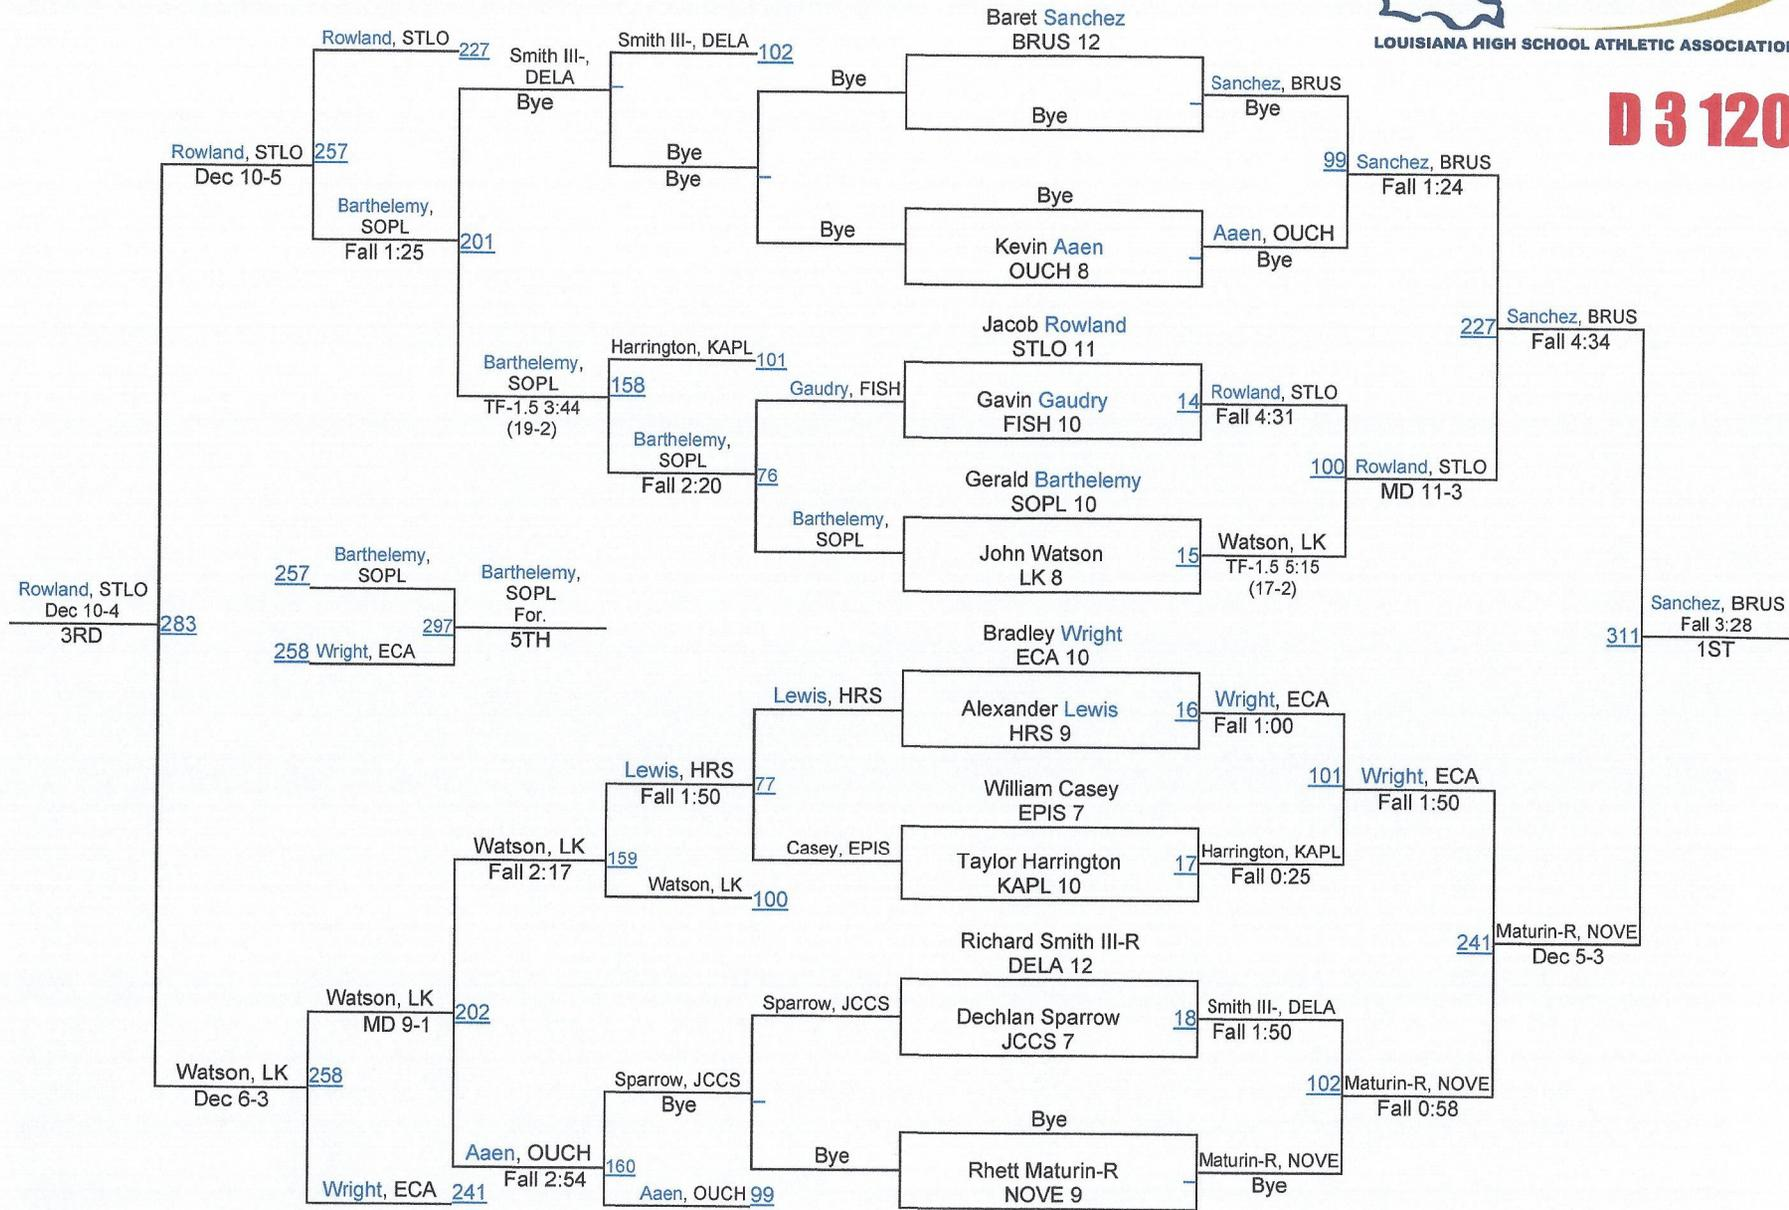 LOUISIANA HIGH SCHOOL ATHLETIC ASSOCIATION
D 3 120
Baret Sanchez
BRUS 12
Bye
Bye
Kevin Aaen
OUCH 8
Jacob Rowland
STLO 11
Gavin Gaudry
FISH 10
14
Gerald Barthelemy
SOPL 10
John Watson
LK 8
15
Bradley Wright
ECA 10
Alexander Lewis
HRS 9
16
William Casey
EPIS 7
Taylor Harrington
KAPL 10
17
Richard Smith III-R
DELA 12
Dechlan Sparrow
JCCS 7
18
Bye
Rhett Maturin-R
NOVE 9
Sanchez, BRUS
Bye
99
Aaen, OUCH
Bye
Rowland, STLO
Fall 4:31
100
Watson, LK
TF-1.5 5:15
(17-2)
Wright, ECA
Fall 1:00
101
Harrington, KAPL
Fall 0:25
Smith III-, DELA
Fall 1:50
102
Maturin-R, NOVE
Bye
Sanchez, BRUS
Fall 1:24
227
Rowland, STLO
MD 11-3
Wright, ECA
Fall 1:50
241
Maturin-R, NOVE
Fall 0:58
Sanchez, BRUS
Fall 4:34
311
Maturin-R, NOVE
Dec 5-3
Sanchez, BRUS
Fall 3:28
1ST
Bye
Bye
Gaudry, FISH
76
Barthelemy,
SOPL
Lewis, HRS
77
Casey, EPIS
Sparrow, JCCS
Bye
Smith III-, DELA
102
Bye
Bye
Harrington, KAPL
101
158
Barthelemy,
SOPL
Fall 2:20
Lewis, HRS
Fall 1:50
159
Watson, LK
100
Sparrow, JCCS
Bye
160
Aaen, OUCH 99
Smith III-,
DELA
Bye
201
Barthelemy,
SOPL
TF-1.5 3:44
(19-2)
Watson, LK
Fall 2:17
202
Aaen, OUCH
Fall 2:54
Rowland, STLO
227
257
Barthelemy,
SOPL
Fall 1:25
Watson, LK
MD 9-1
258
Wright, ECA 241
Rowland, STLO
Dec 10-5
283
Watson, LK
Dec 6-3
Rowland, STLO
Dec 10-4
3RD
257
Barthelemy,
SOPL
297
258 Wright, ECA
Barthelemy,
SOPL
For.
5TH